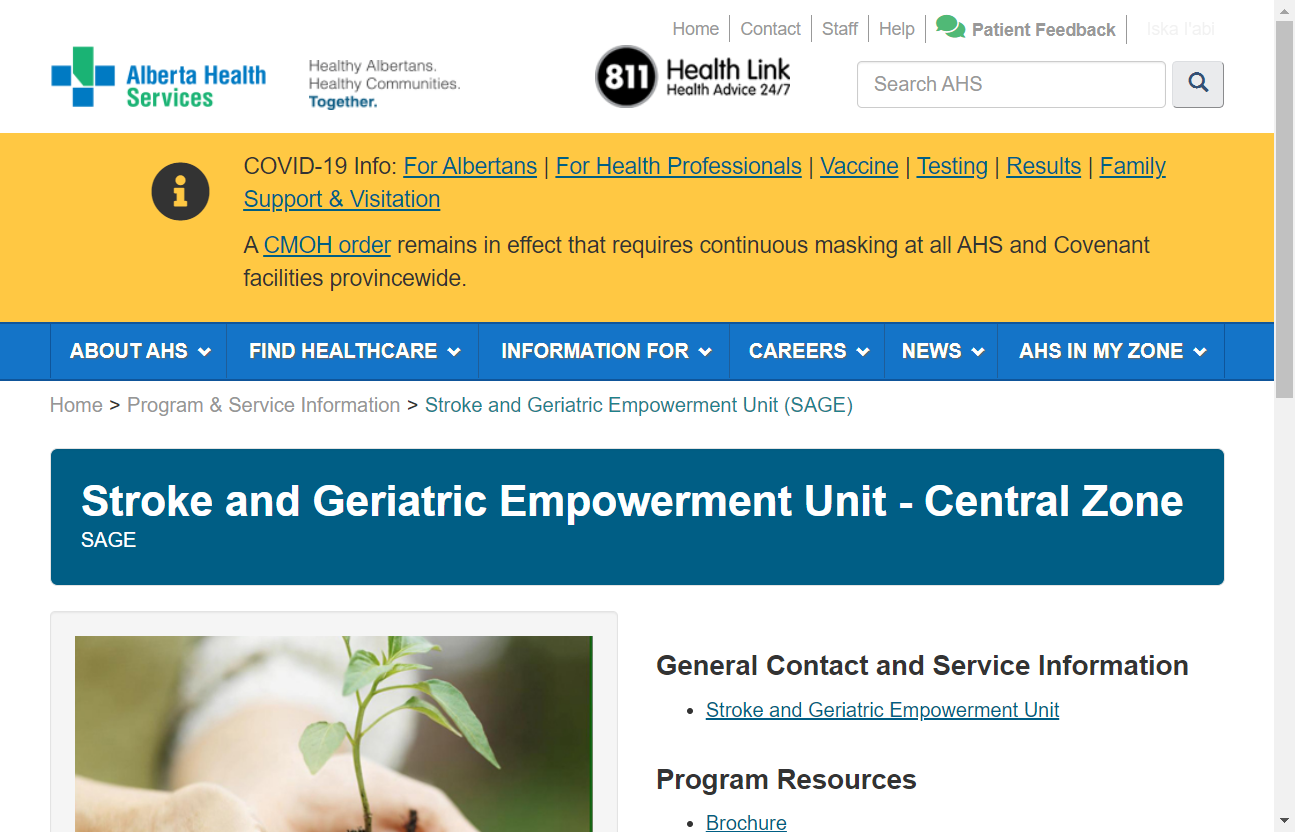 Home Contact Staff Help Patient Feedback Iska I'abi
Alberta Health
Services
Healthy Albertans.
Healthy Communities.
Together.
811 Health Link
Health Advice 24/7
Search AHS
COVID-19 Info: For Albertans | For Health Professionals | Vaccine | Testing | Results | Family
Support & Visitation
A CMOH order remains in effect that requires continuous masking at all AHS and Covenant
facilities provincewide.
ABOUT AHS FIND HEALTHCARE INFORMATION FOR CAREERS NEWS AHS IN MY ZONE
Home > Program & Service Information > Stroke and Geriatric Empowerment Unit (SAGE)
Stroke and Geriatric Empowerment Unit - Central Zone
SAGE
General Contact and Service Information
• Stroke and Geriatric Empowerment Unit
Program Resources
• Brochure